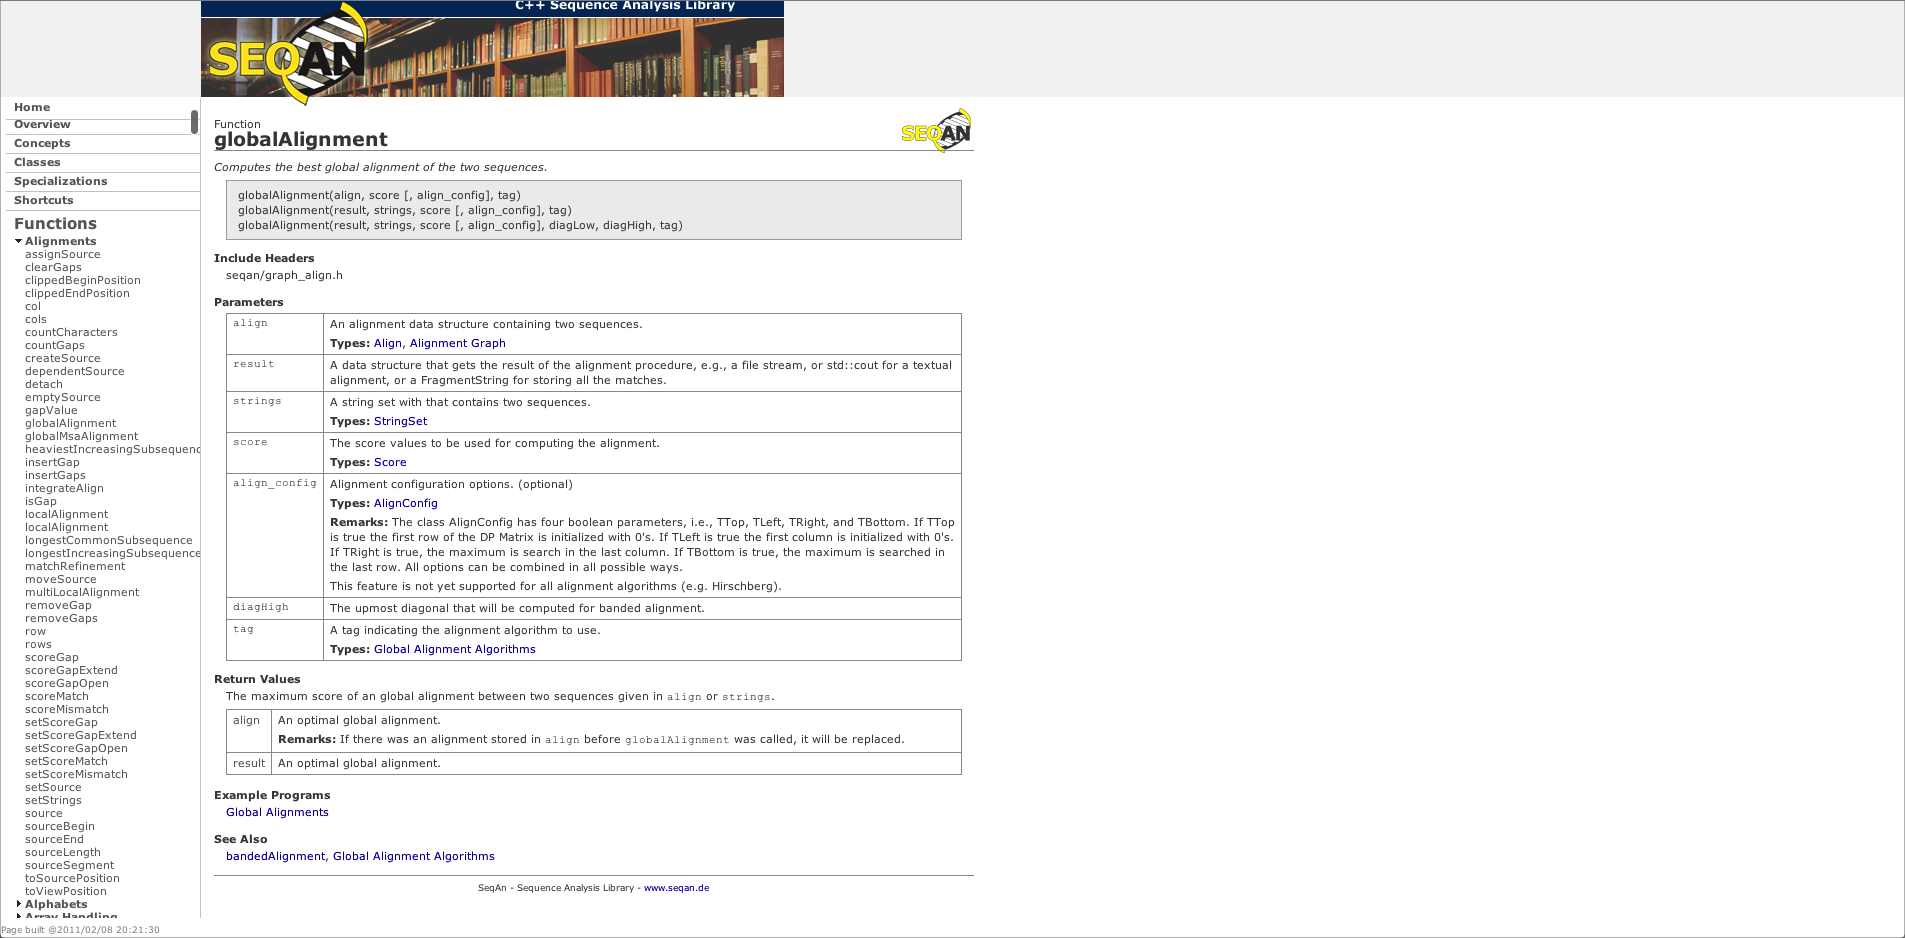 C++ Sequence Analysis Library
SEQAN
Home
Overview
Concepts
Classes
Specializations
Shortcuts
Functions
Alignments
assignSource
clearGaps
clippedBeginPosition
clippedEndPosition
col
cols
countCharacters
countGaps
createSource
dependentSource
detach
emptySource
gapValue
globalAlignment
globalMsaAlignment
heaviestIncreasingSubsequenc
insertGap
insertGaps
integrateAlign
isGap
localAlignment
localAlignment
longestCommonSubsequence
longestIncreasingSubsequence
matchRefinement
moveSource
multiLocalAlignment
removeGap
removeGaps
row
rows
scoreGap
scoreGapExtend
scoreGapOpen
scoreMatch
scoreMismatch
setScoreGap
setScoreGapExtend
setScoreGapOpen
setScoreMatch
setScoreMismatch
setSource
setStrings
source
sourceBegin
sourceEnd
sourceLength
sourceSegment
toSourcePosition
toViewPosition
Alphabets
Array Handling
Page built @2011/02/08 20:21:30
Function
globalAlignment
SEQAN
Computes the best global alignment of the two sequences.
globalAlignment(align, score [, align_config], tag)
globalAlignment(result, strings, score [, align_config], tag)
globalAlignment(result, strings, score [, align_config], diagLow, diagHigh, tag)
Include Headers
seqan/graph_align.h
Parameters
align An alignment data structure containing two sequences.
Types: Align, Alignment Graph
result A data structure that gets the result of the alignment procedure, e.g., a file stream, or std::cout for a textual
alignment, or a FragmentString for storing all the matches.
strings A string set with that contains two sequences.
Types: StringSet
score The score values to be used for computing the alignment.
Types: Score
align_config Alignment configuration options. (optional)
Types: AlignConfig
Remarks: The class AlignConfig has four boolean parameters, i.e., TTop, TLeft, TRight, and TBottom. If TTop
is true the first row of the DP Matrix is initialized with 0's. If TLeft is true the first column is initialized with 0's.
If TRight is true, the maximum is search in the last column. If TBottom is true, the maximum is searched in
the last row. All options can be combined in all possible ways.
This feature is not yet supported for all alignment algorithms (e.g. Hirschberg).
diagHigh The upmost diagonal that will be computed for banded alignment.
tag A tag indicating the alignment algorithm to use.
Types: Global Alignment Algorithms
Return Values
The maximum score of an global alignment between two sequences given in align or strings.
align An optimal global alignment.
Remarks: If there was an alignment stored in align before globalAlignment was called, it will be replaced.
result An optimal global alignment.
Example Programs
Global Alignments
See Also
bandedAlignment, Global Alignment Algorithms
SeqAn - Sequence Analysis Library - www.seqan.de